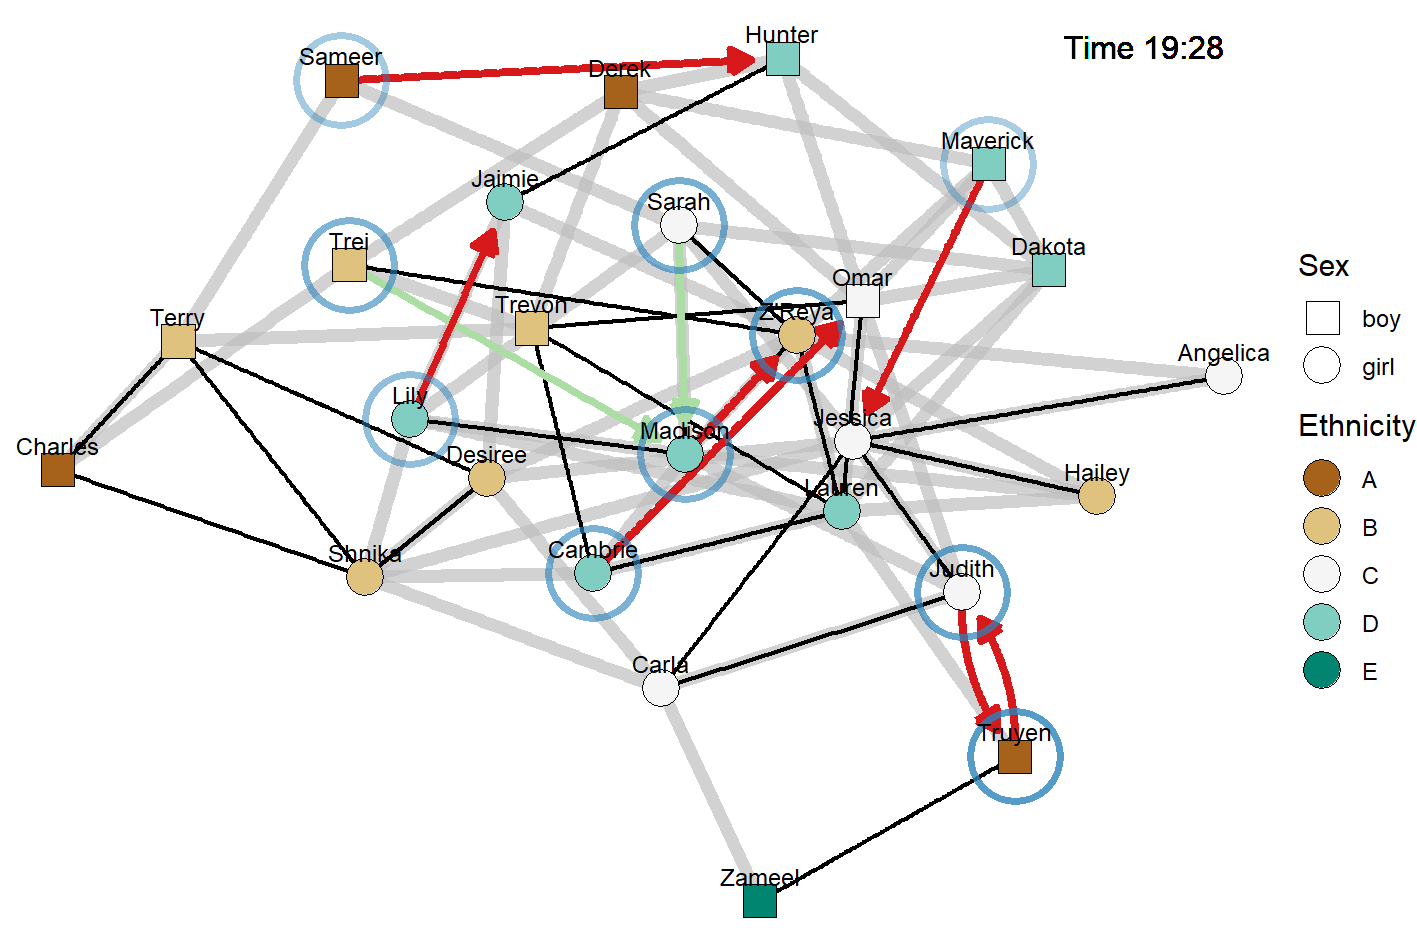 Hunter
Time 19:28
Sameer
Derek
Maverick
Jaimie
Sarah
Trei
Dakota
Omar
Trevon
Z'Reya
Terry
Angelica
Lily
Jessica
Madison
Charles
Desiree
Hailey
Lauren
Shnika
Cambrie
Judith
Carla
Truyen
Zameel
Sex
boy
girl
Ethnicity
A
B
C
D
E